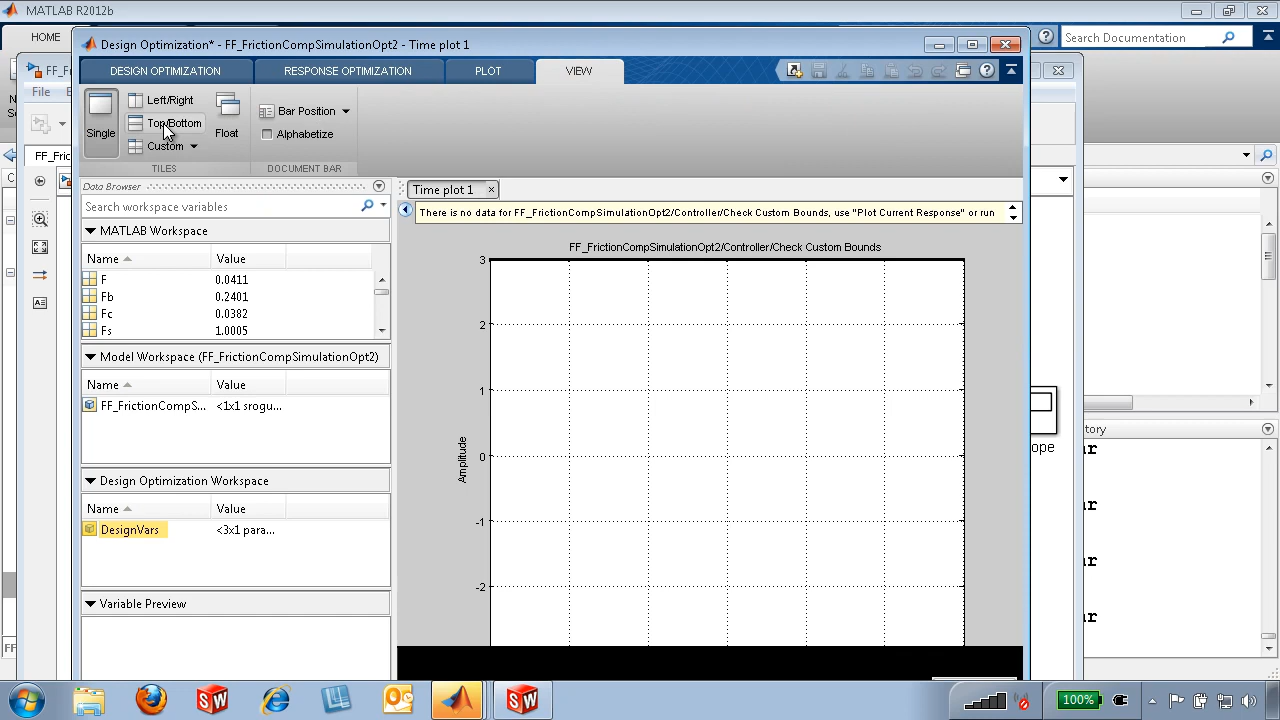 MATLAB R2012b
HOME
Search Documentation
Design Optimization* - FF_FrictionCompSimulationOpt2 - Time plot 1
DESIGN OPTIMIZATION
RESPONSE OPTIMIZATION
PLOT
VIEW
File
Single
Left/Right
Top/Bottom
Custom
Float
TILES
Bar Position
Alphabetize
DOCUMENT BAR
Data Browser
Time plot 1
Search workspace variables
There is no data for FF_FrictionCompSimulationOpt2/Controller/Check Custom Bounds, use "Plot Current Response" or run
MATLAB Workspace
Name Value
F 0.0411
Fb 0.2401
Fc 0.0382
Fs 1.0005
Model Workspace (FF_FrictionCompSimulationOpt2)
Name Value
FF_FrictionCompS... <1x1 srogu...
Design Optimization Workspace
Name Value
DesignVars <3x1 para...
Variable Preview
FF_FrictionCompSimulationOpt2/Controller/Check Custom Bounds
3
2
1
0
-1
-2
Amplitude
100%